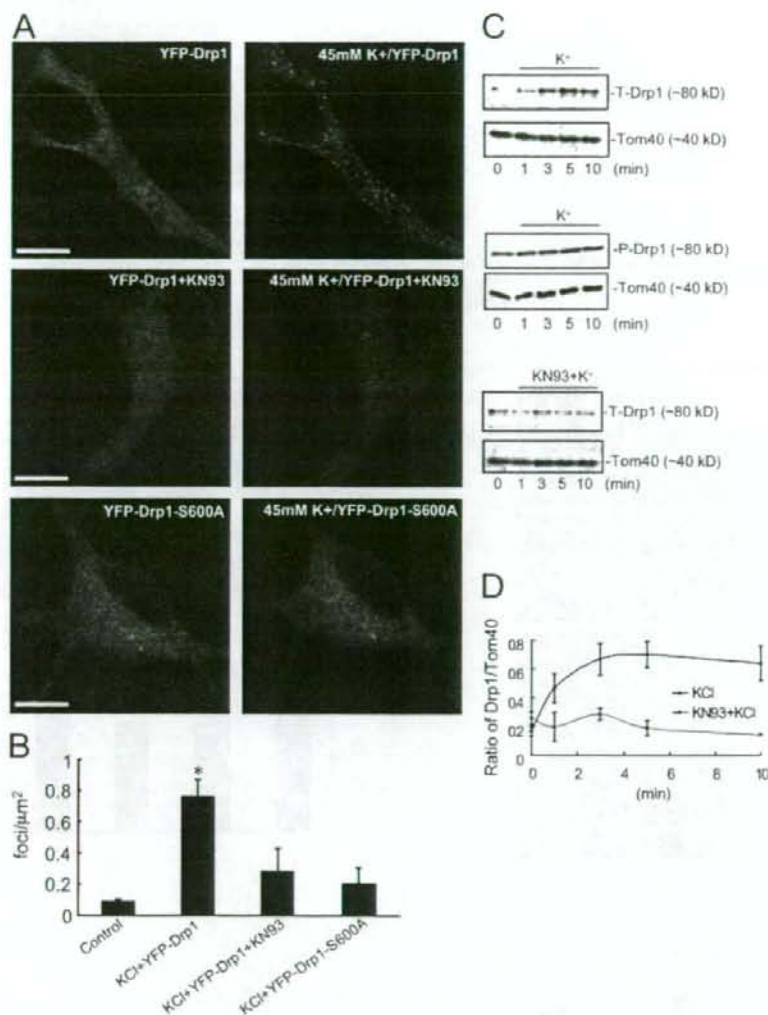 A
YFP-Drp1
45mM K+/YFP-Drp1
YFP-Drp1+KN93
45mM K+/YFP-Drp1+KN93
YFP-Drp1-S600A
45mM K+/YFP-Drp1-S600A
B
foci/µm²
1
0.8
0.6
0.4
0.2
0
Control
KCl+YFP-Drp1
*
KCl+YFP-Drp1+KN93
KCl+YFP-Drp1-S600A
C
K+
-T-Drp1 (~80 kD)
-Tom40 (~40 kD)
0 1 3 5 10 (min)
K+
-P-Drp1 (~80 kD)
-Tom40 (~40 kD)
0 1 3 5 10 (min)
KN93+K+
-T-Drp1 (~80 kD)
-Tom40 (~40 kD)
0 1 3 5 10 (min)
D
Ratio of Drp1/Tom40
0.8
0.6
0.4
0.2
0
KCl
KN93+KCl
0 2 4 6 8 10
(min)